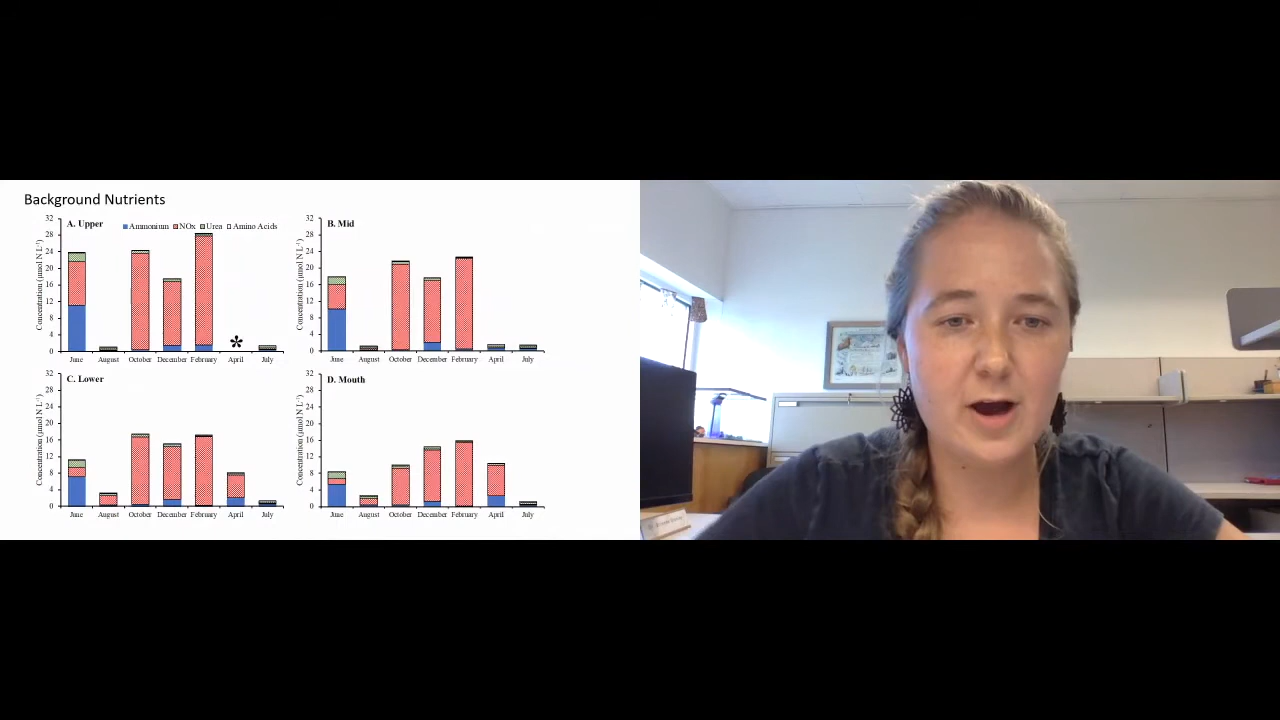 Background Nutrients
A. Upper
Ammonium NOx Urea Amino Acids
Concentration (μmol N L⁻¹)
32
28
24
20
16
12
8
4
0
*
June August October December February April July
B. Mid
Concentration (μmol N L⁻¹)
32
28
24
20
16
12
8
4
0
June August October December February April July
C. Lower
Concentration (μmol N L⁻¹)
32
28
24
20
16
12
8
4
0
June August October December February April July
D. Mouth
Concentration (μmol N L⁻¹)
32
28
24
20
16
12
8
4
0
June August October December February April July